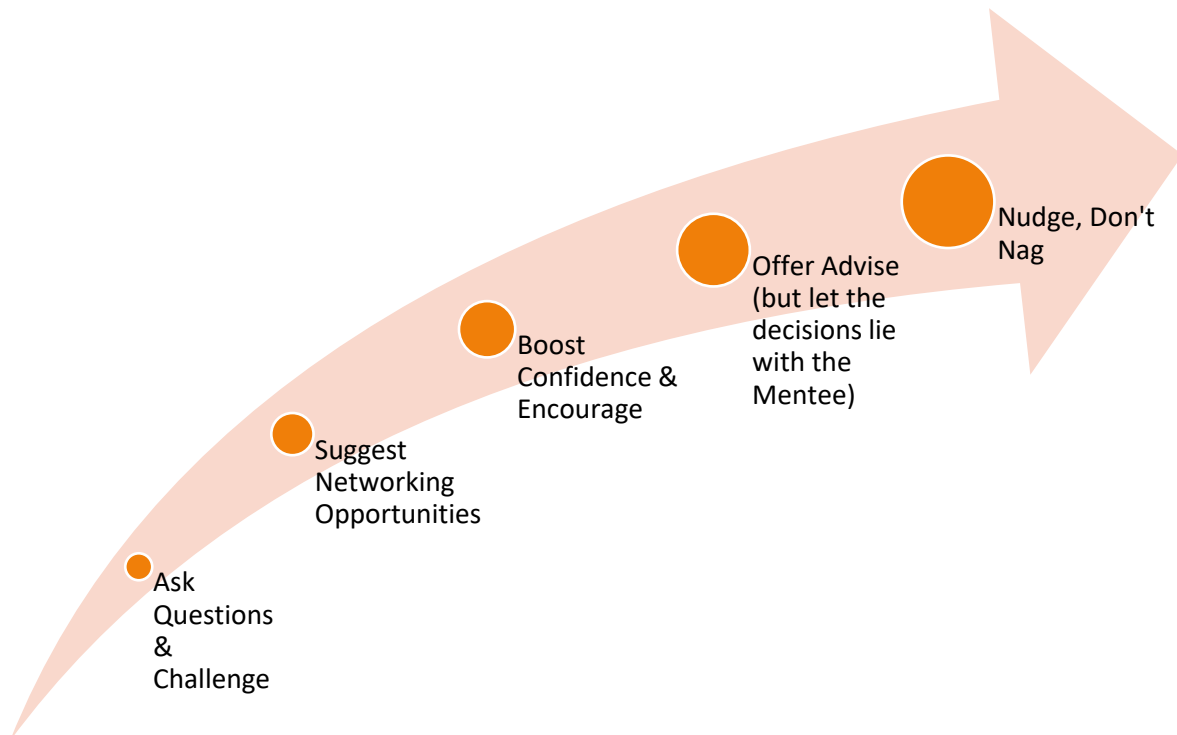 Ask
Questions
&
Challenge
Suggest
Networking
Opportunities
Boost
Confidence &
Encourage
Offer Advise
(but let the
decisions lie
with the
Mentee)
Nudge, Don't
Nag